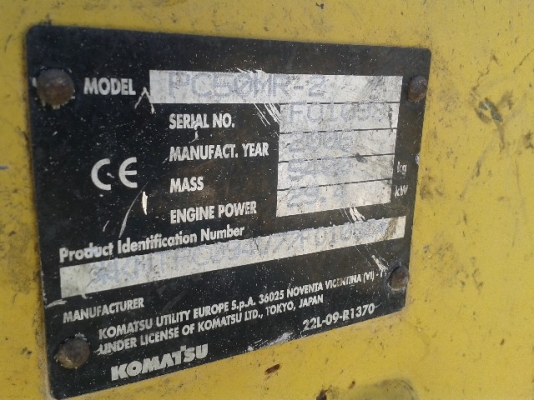 MODEL PC50MR-2
SERIAL NO.
MANUFACT. YEAR
MASS kg
ENGINE POWER kW
CE
Product Identification Number
MANUFACTURER
KOMATSU UTILITY EUROPE S.p.A. 36025 NOVENTA VICENTINA (VI) -
UNDER LICENSE OF KOMATSU LTD., TOKYO, JAPAN
22L-09-R1370
KOMATSU